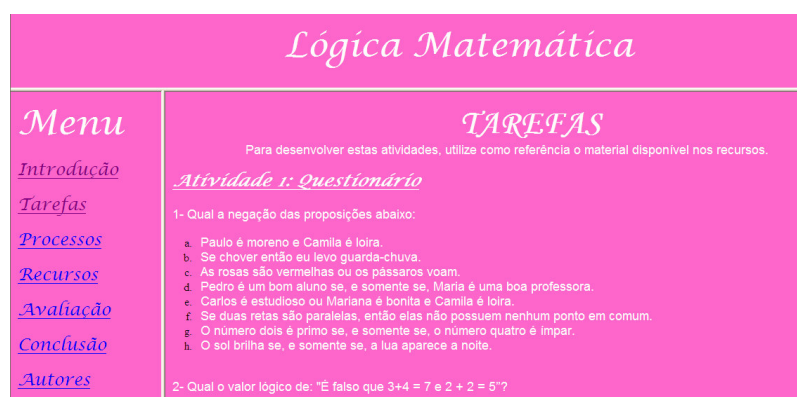 Lógica Matemática
Menu
Introdução
Tarefas
Processos
Recursos
Avaliação
Conclusão
Autores
TAREFAS
Para desenvolver estas atividades, utilize como referência o material disponível nos recursos.
Atividade 1: Questionário
1- Qual a negação das proposições abaixo:
a. Paulo é moreno e Camila é loira.
b. Se chover então eu levo guarda-chuva.
c. As rosas são vermelhas ou os pássaros voam.
d. Pedro é um bom aluno se, e somente se, Maria é uma boa professora.
e. Carlos é estudioso ou Mariana é bonita e Camila é loira.
f. Se duas retas são paralelas, então elas não possuem nenhum ponto em comum.
g. O número dois é primo se, e somente se, o número quatro é ímpar.
h. O sol brilha se, e somente se, a lua aparece a noite.
2- Qual o valor lógico de: "É falso que 3+4 = 7 e 2 + 2 = 5"?